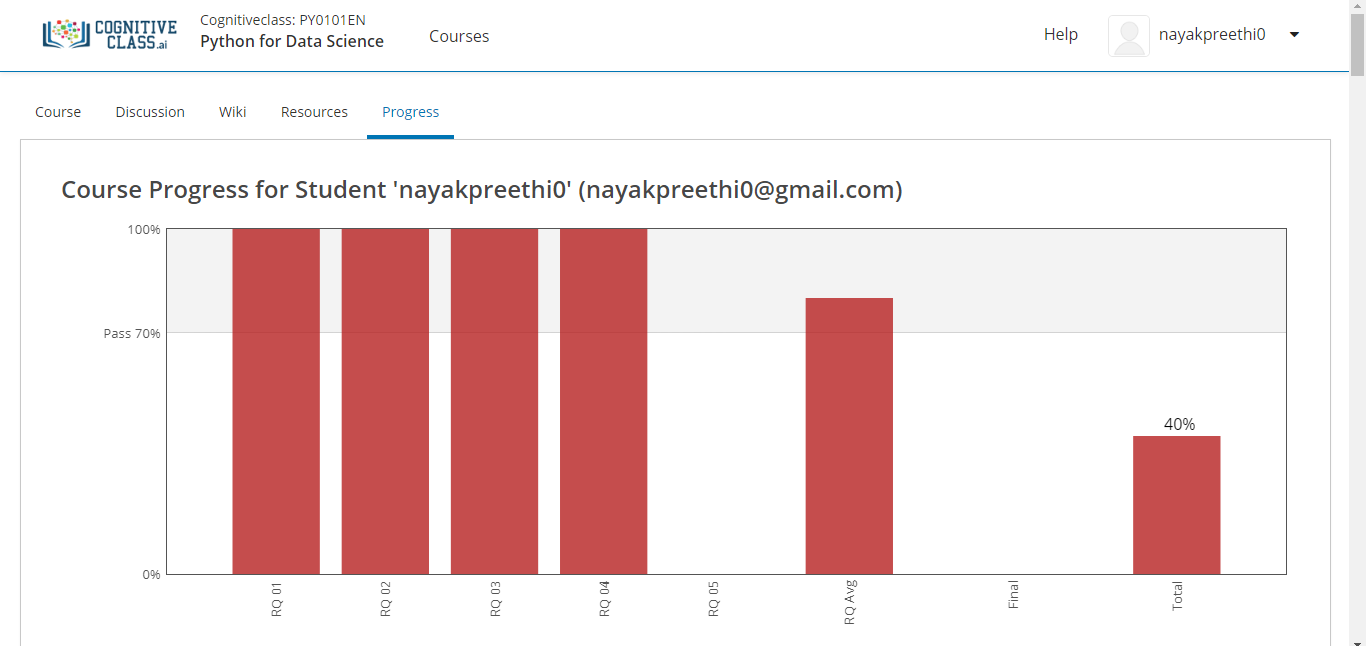 COGNITIVE
CLASS.ai
Cognitiveclass: PY0101EN
Python for Data Science
Courses
Help
nayakpreethi0
Course
Discussion
Wiki
Resources
Progress
Course Progress for Student 'nayakpreethi0' (nayakpreethi0@gmail.com)
100%
Pass 70%
40%
0%
RQ 01
RQ 02
RQ 03
RQ 04
RQ 05
RQ Avg
Final
Total